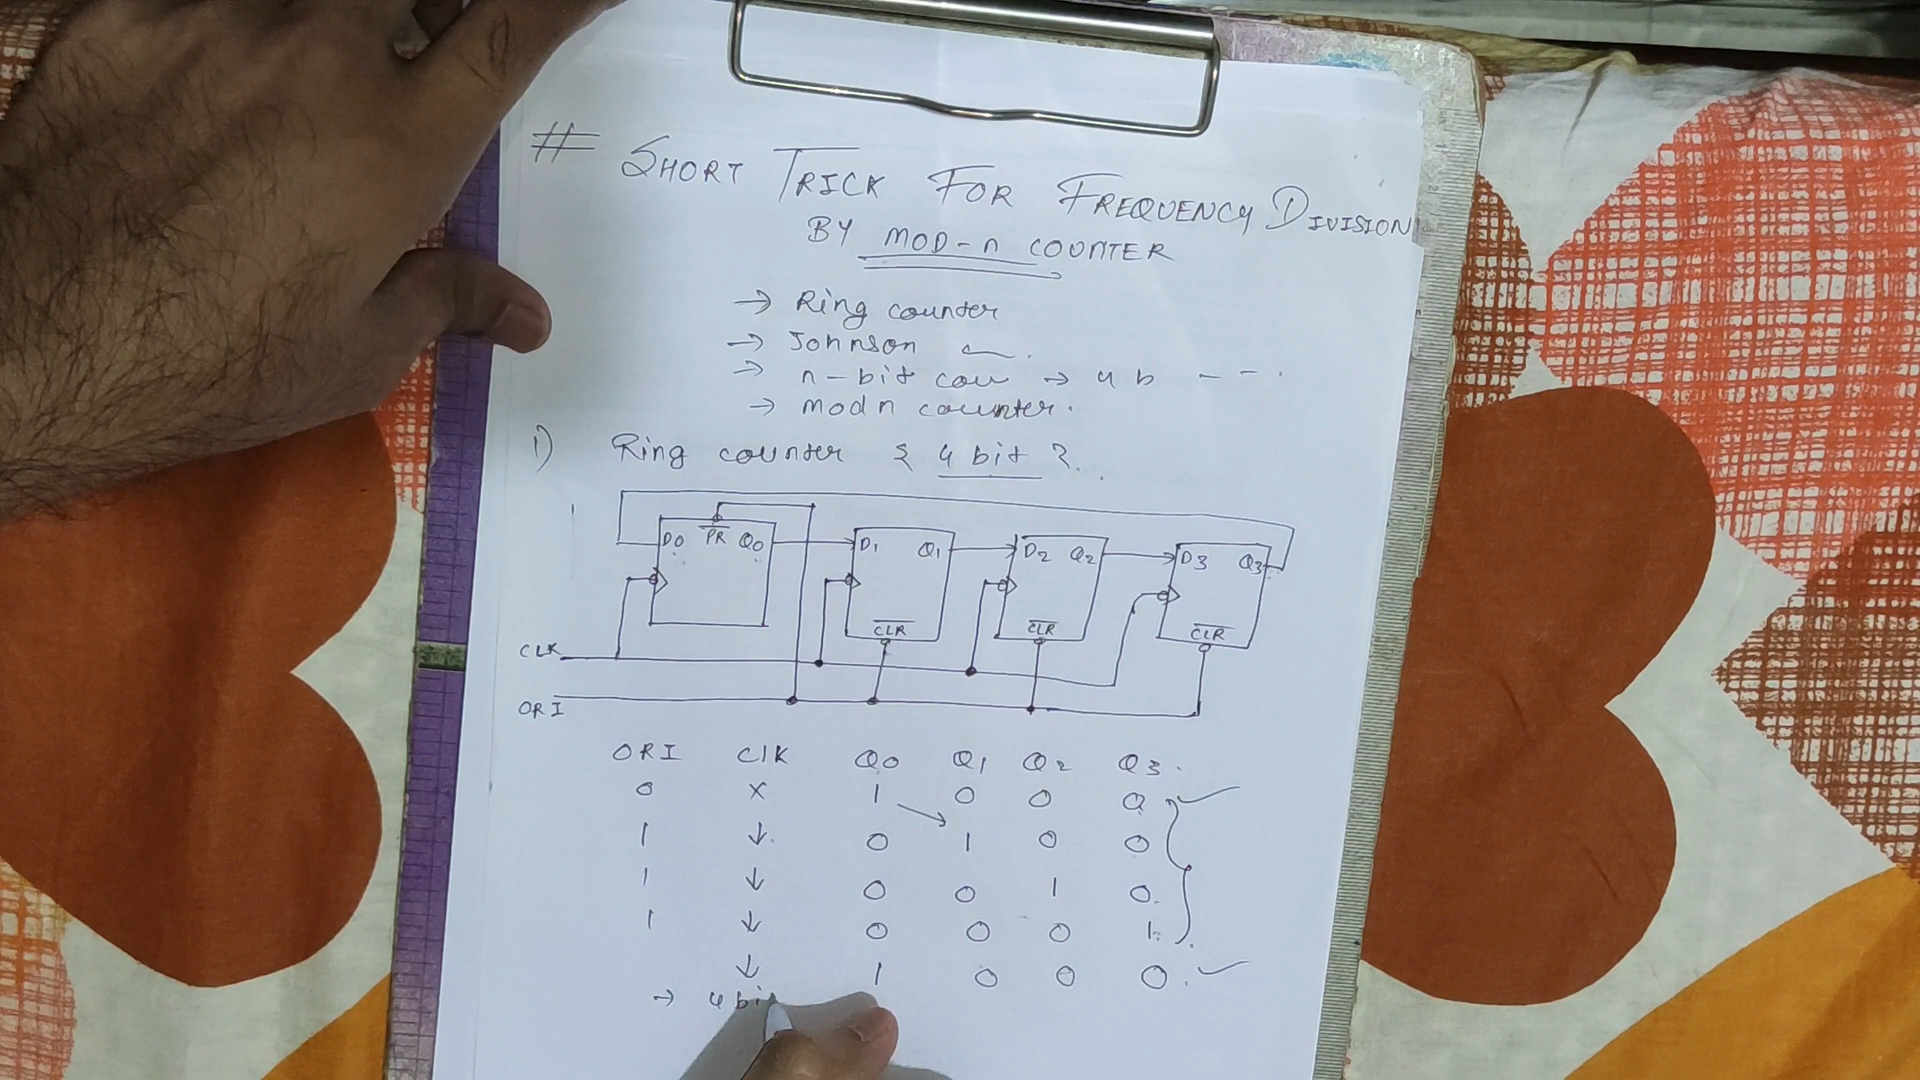 # SHORT TRICK FOR FREQUENCY DIVISION
BY MOD-n COUNTER
→ Ring counter
→ Johnson
→ n-bit cou → 4 b - - .
→ mod n counter.
1) Ring counter { 4 bit }.
D0 PR Q0 D1 Q1 D2 Q2 D3 Q3
CLR CLR CLR
CLK
ORI
ORI CLK Q0 Q1 Q2 Q3
0 X 1 0 0 0
1 ↓ 0 1 0 0
1 ↓ 0 0 1 0
1 ↓ 0 0 0 1
↓ 1 0 0 0
→ 4 bit